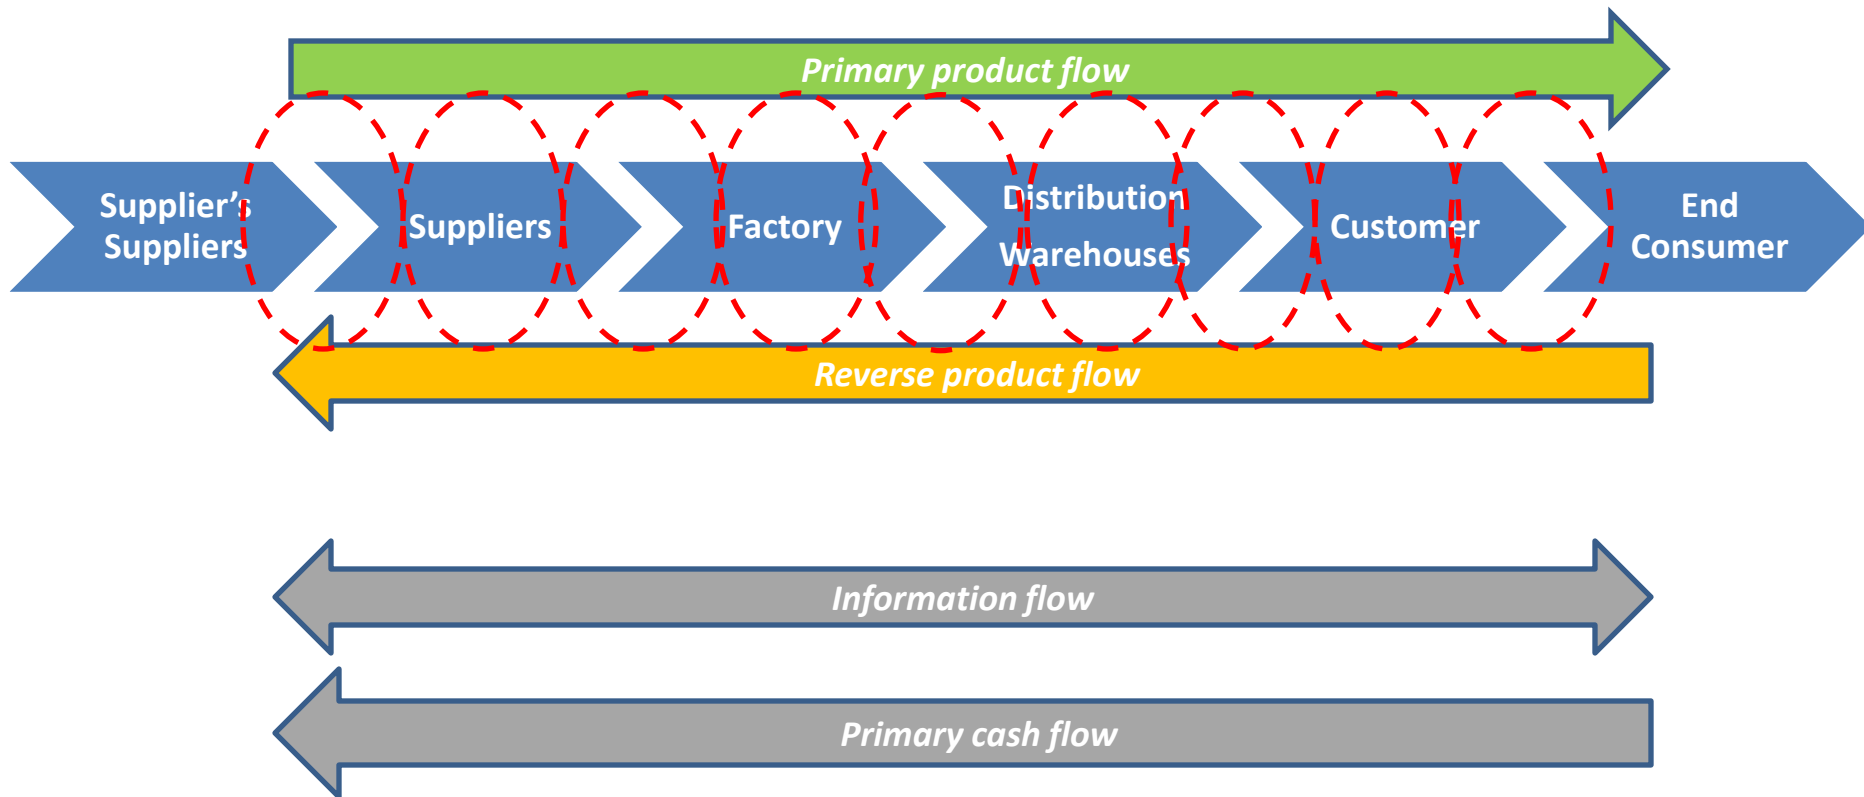 Primary product flow
Supplier’s
Suppliers
Suppliers
Factory
Distribution
Warehouses
Customer
End
Consumer
Reverse product flow
Information flow
Primary cash flow